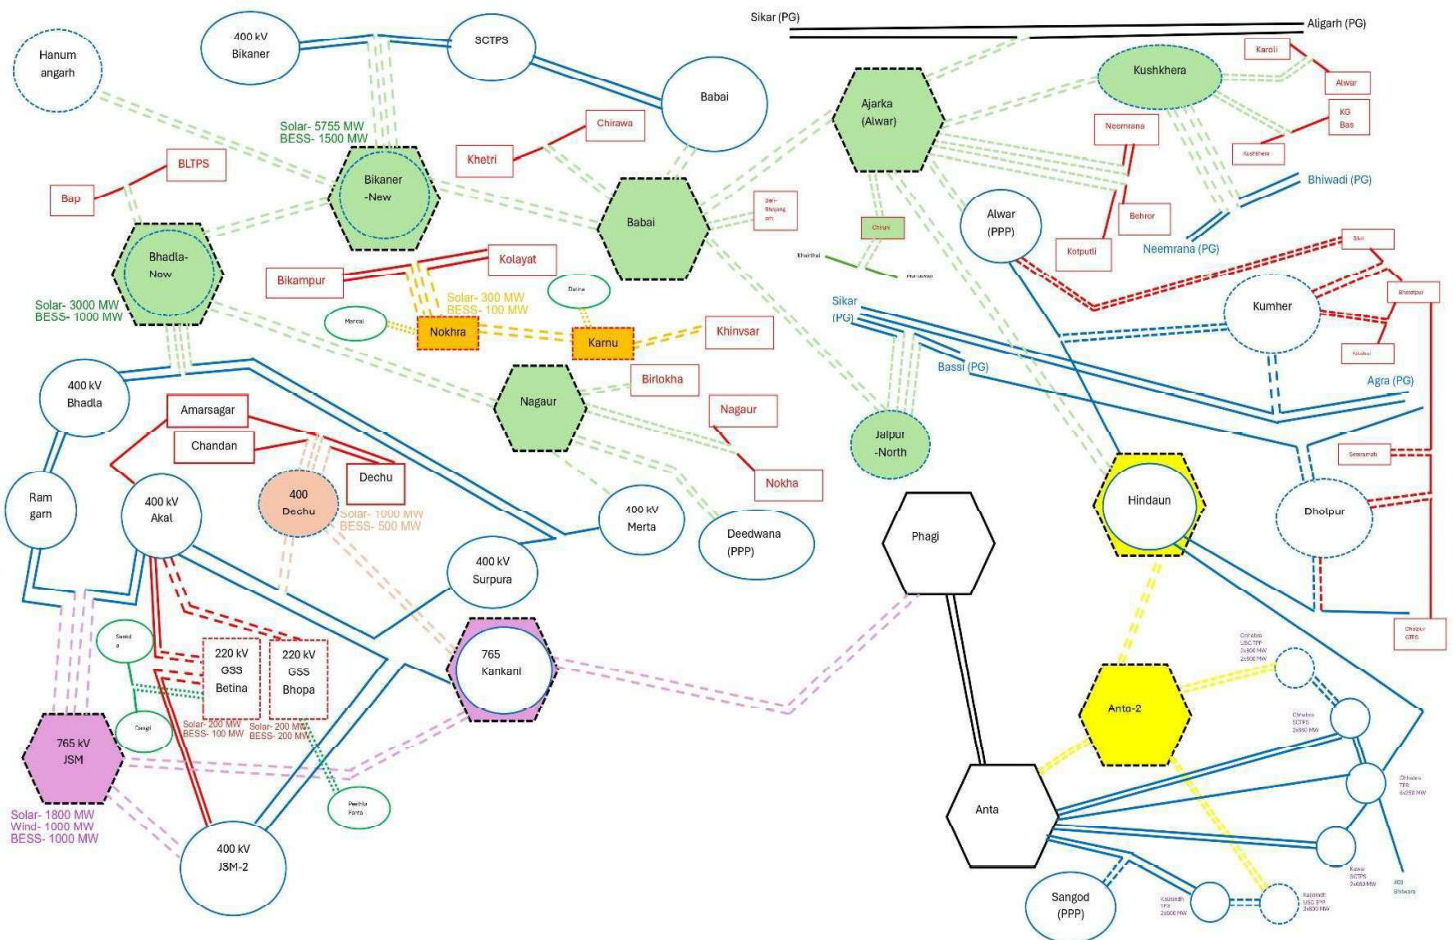 Sikar (PG)
Aligarh (PG)
Hanum
angarh
400 kV
Bikaner
SCTPS
Babai
Karoli
Kushkhera
Alwar
Ajarka
(Alwar)
KG
Bas
Solar- 5755 MW
BESS- 1500 MW
Chirawa
Neemrana
Khetri
Kushkhera
BLTPS
Bhiwadi (PG)
Bap
Bikaner
-New
Babai
Alwar
(PPP)
Behror
Neemrana (PG)
Kotputli
Bhadla-
New
Kolayat
Bikampur
Solar- 3000 MW
BESS- 1000 MW
Solar- 300 MW
BESS- 100 MW
Sikar
(PG)
Kumher
Nokhra
Karnu
Khinvsar
Bassi (PG)
Agra (PG)
400 kV
Bhadla
Birlokha
Nagaur
Amarsagar
Nagaur
Chandan
Jaipur
-North
Dechu
Nokha
Ram
garh
400 kV
Akal
400
Dechu
Solar- 1000 MW
BESS- 500 MW
400 kV
Merta
Hindaun
Dholpur
Deedwana
(PPP)
Phagi
400 kV
Surpura
220 kV
GSS
Betina
220 kV
GSS
Bhopa
765
Kankani
Solar- 200 MW
BESS- 100 MW
Solar- 200 MW
BESS- 200 MW
Anta-2
765 kV
JSM
Anta
Solar- 1800 MW
Wind- 1000 MW
BESS- 1000 MW
400 kV
JSM-2
Sangod
(PPP)